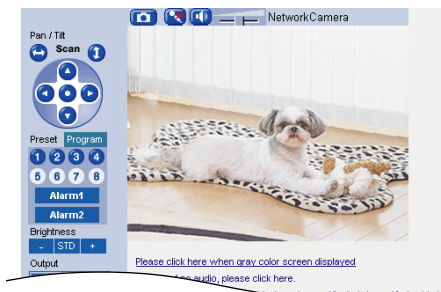 NetworkCamera
Pan / Tilt
Scan
Preset Program
1 2 3 4
5 6 7 8
Alarm1
Alarm2
Brightness
- STD +
Output
Please click here when gray color screen displayed
no audio, please click here.